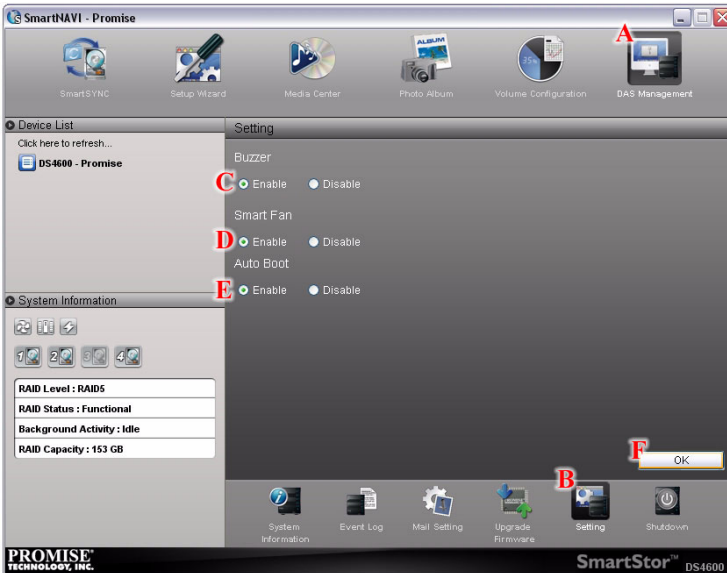 SmartNAVI - Promise
A
SmartSYNC
Setup Wizard
ALBUM
Media Center
Photo Album
35%
Volume Configuration
DAS Management
Device List
Click here to refresh...
DS4600 - Promise
Setting
Buzzer
C Enable Disable
Smart Fan
D Enable Disable
Auto Boot
E Enable Disable
System Information
1 2 3 4
RAID Level : RAID5
RAID Status : Functional
Background Activity : Idle
RAID Capacity : 153 GB
F OK
B
System Information
Event Log
Mail Setting
Upgrade Firmware
Setting
Shutdown
PROMISE®
TECHNOLOGY, INC.
SmartStor™ DS4600